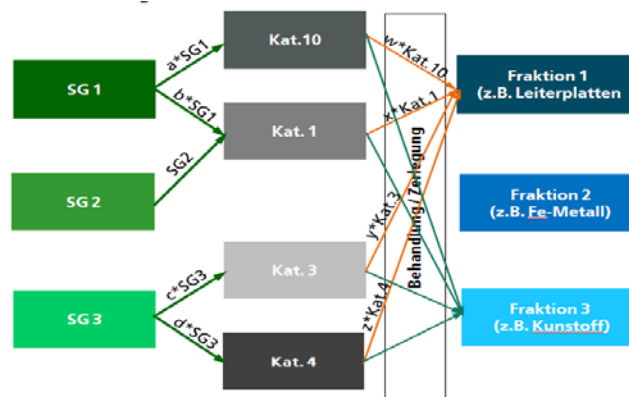 SG 1
SG 2
SG 3
a*SG1
b*SG1
SG2
c*SG3
d*SG3
Kat.10
Kat. 1
Kat. 3
Kat. 4
w*Kat.10
x*Kat.1
y*Kat.3
z*Kat.4
Behandlung / Zerlegung
Fraktion 1
(z.B. Leiterplatten
Fraktion 2
(z.B. Fe-Metall)
Fraktion 3
(z.B. Kunstoff)